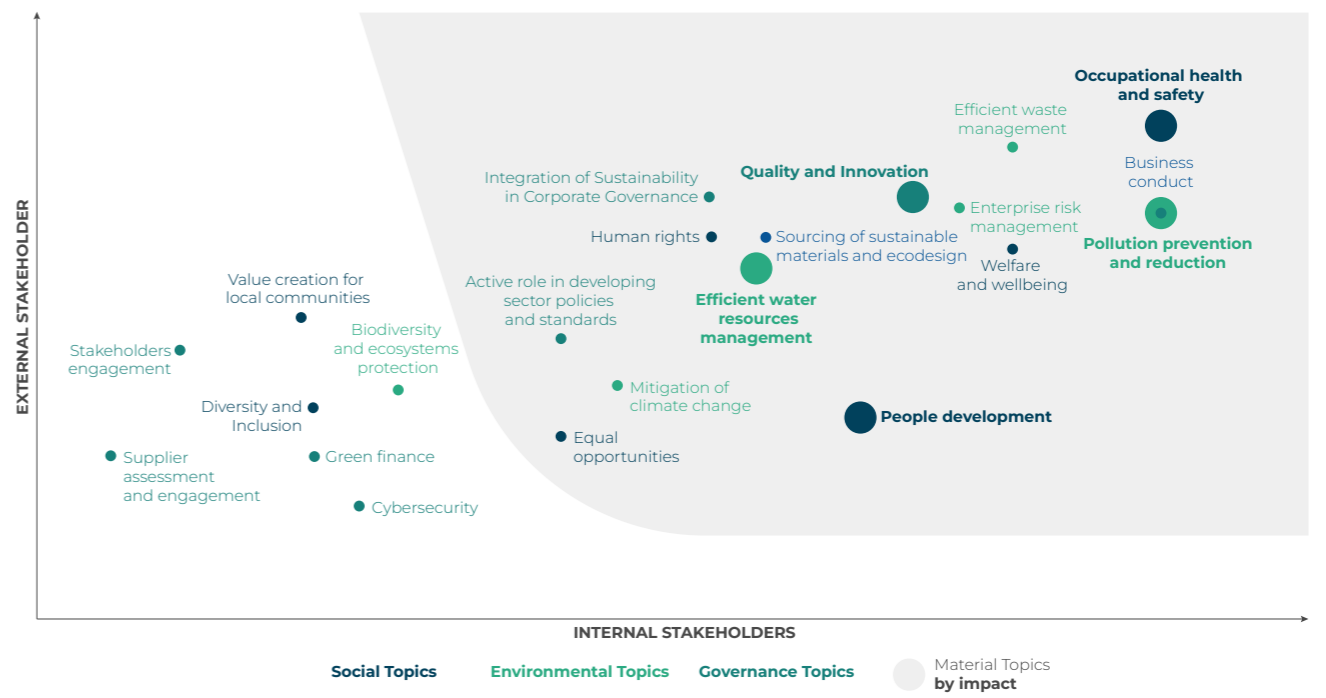 EXTERNAL STAKEHOLDER
Occupational health
and safety
Efficient waste
management
Business
conduct
Quality and Innovation
Integration of Sustainability
in Corporate Governance
Enterprise risk
management
Human rights
Sourcing of sustainable
materials and ecodesign
Pollution prevention
and reduction
Welfare
and wellbeing
Value creation for
local communities
Active role in developing
sector policies
and standards
Efficient water
resources
management
Biodiversity
and ecosystems
protection
Stakeholders
engagement
Mitigation of
climate change
Diversity and
Inclusion
People development
Equal
opportunities
Supplier
assessment
and engagement
Green finance
Cybersecurity
INTERNAL STAKEHOLDERS
Social Topics
Environmental Topics
Governance Topics
Material Topics
by impact